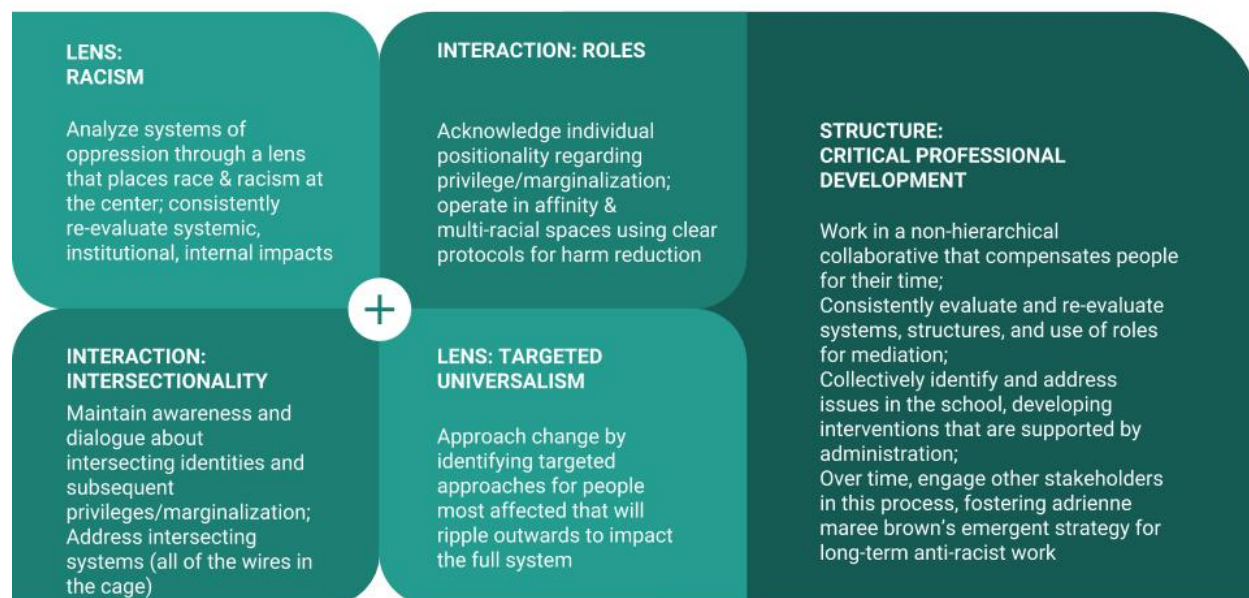 LENS:
RACISM
Analyze systems of
oppression through a lens
that places race & racism at
the center; consistently
re-evaluate systemic,
institutional, internal impacts
INTERACTION: ROLES
Acknowledge individual
positionality regarding
privilege/marginalization;
operate in affinity &
multi-racial spaces using clear
protocols for harm reduction
INTERACTION:
INTERSECTIONALITY
Maintain awareness and
dialogue about
intersecting identities and
subsequent
privileges/marginalization;
Address intersecting
systems (all of the wires in
the cage)
LENS: TARGETED
UNIVERSALISM
Approach change by
identifying targeted
approaches for people
most affected that will
ripple outwards to impact
the full system
+
STRUCTURE:
CRITICAL PROFESSIONAL
DEVELOPMENT
Work in a non-hierarchical
collaborative that compensates people
for their time;
Consistently evaluate and re-evaluate
systems, structures, and use of roles
for mediation;
Collectively identify and address
issues in the school, developing
interventions that are supported by
administration;
Over time, engage other stakeholders
in this process, fostering adrienne
maree brown's emergent strategy for
long-term anti-racist work